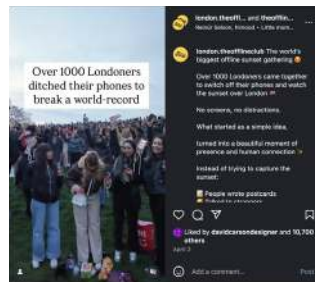 Over 1000 Londoners
ditched their phones to
break a world-record
london.theoffl... and theofflin...
london.theofflineclub The world's
biggest offline sunset gathering
Over 1000 Londoners came together
to switch off their phones and watch
the sunset over London
No screens, no distractions.
What started as a simple idea,
turned into a beautiful moment of
presence and human connection
Instead of trying to capture the
sunset:
People wrote postcards
Liked by davidcarsondesigner and 10,700
others
April 3
Add a comment...
Post